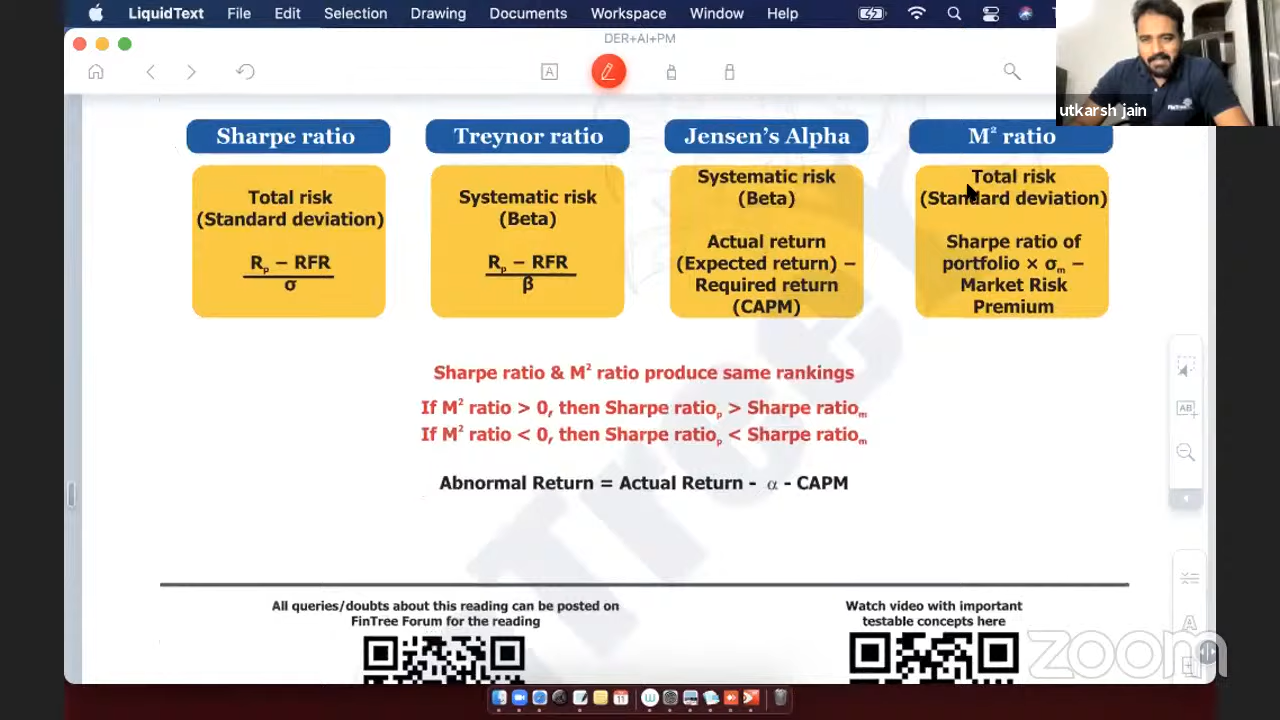 LiquidText File Edit Selection Drawing Documents Workspace Window Help
DER+AI+PM
utkarsh jain
Sharpe ratio
Total risk
(Standard deviation)
Rp − RFR
σ
Treynor ratio
Systematic risk
(Beta)
Rp − RFR
β
Jensen's Alpha
Systematic risk
(Beta)
Actual return
(Expected return) −
Required return
(CAPM)
M² ratio
Total risk
(Standard deviation)
Sharpe ratio of
portfolio × σm −
Market Risk
Premium
Sharpe ratio & M² ratio produce same rankings
If M² ratio > 0, then Sharpe ratiop > Sharpe ratiom
If M² ratio < 0, then Sharpe ratiop < Sharpe ratiom
Abnormal Return = Actual Return - α - CAPM
All queries/doubts about this reading can be posted on
FinTree Forum for the reading
Watch video with important
testable concepts here
zoom